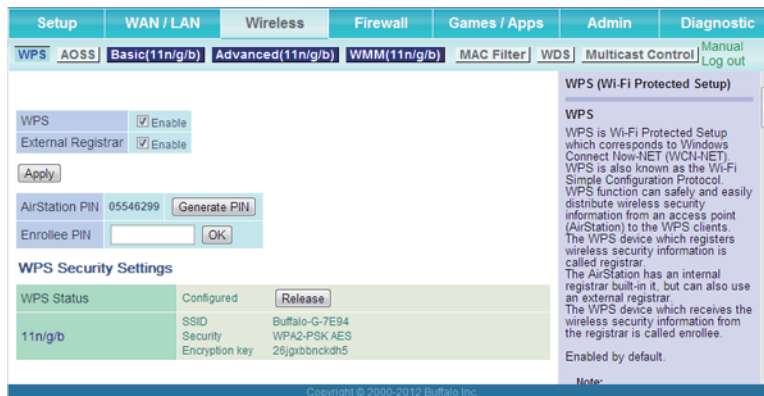 Setup WAN / LAN Wireless Firewall Games / Apps Admin Diagnostic
WPS AOSS Basic(11n/g/b) Advanced(11n/g/b) WMM(11n/g/b) MAC Filter WDS Multicast Control Manual
Log out
WPS Enable
External Registrar Enable
Apply
AirStation PIN 05546299 Generate PIN
Enrollee PIN OK
WPS Security Settings
WPS Status Configured Release
11n/g/b
SSID Buffalo-G-7E94
Security WPA2-PSK AES
Encryption key 26jgxbbnckdh5
WPS (Wi-Fi Protected Setup)
WPS
WPS is Wi-Fi Protected Setup
which corresponds to Windows
Connect Now-NET (WCN-NET).
WPS is also known as the Wi-Fi
Simple Configuration Protocol.
WPS function can safely and easily
distribute wireless security
information from an access point
(AirStation) to the WPS clients.
The WPS device which registers
wireless security information is
called registrar.
The AirStation has an internal
registrar built-in it, but can also use
an external registrar.
The WPS device which receives the
wireless security information from
the registrar is called enrollee.
Enabled by default.
Note:
Copyright © 2000-2012 Buffalo Inc.